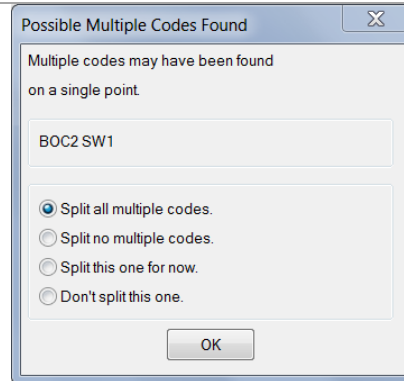 Possible Multiple Codes Found
Multiple codes may have been found
on a single point.
BOC2 SW1
Split all multiple codes.
Split no multiple codes.
Split this one for now.
Don't split this one.
OK